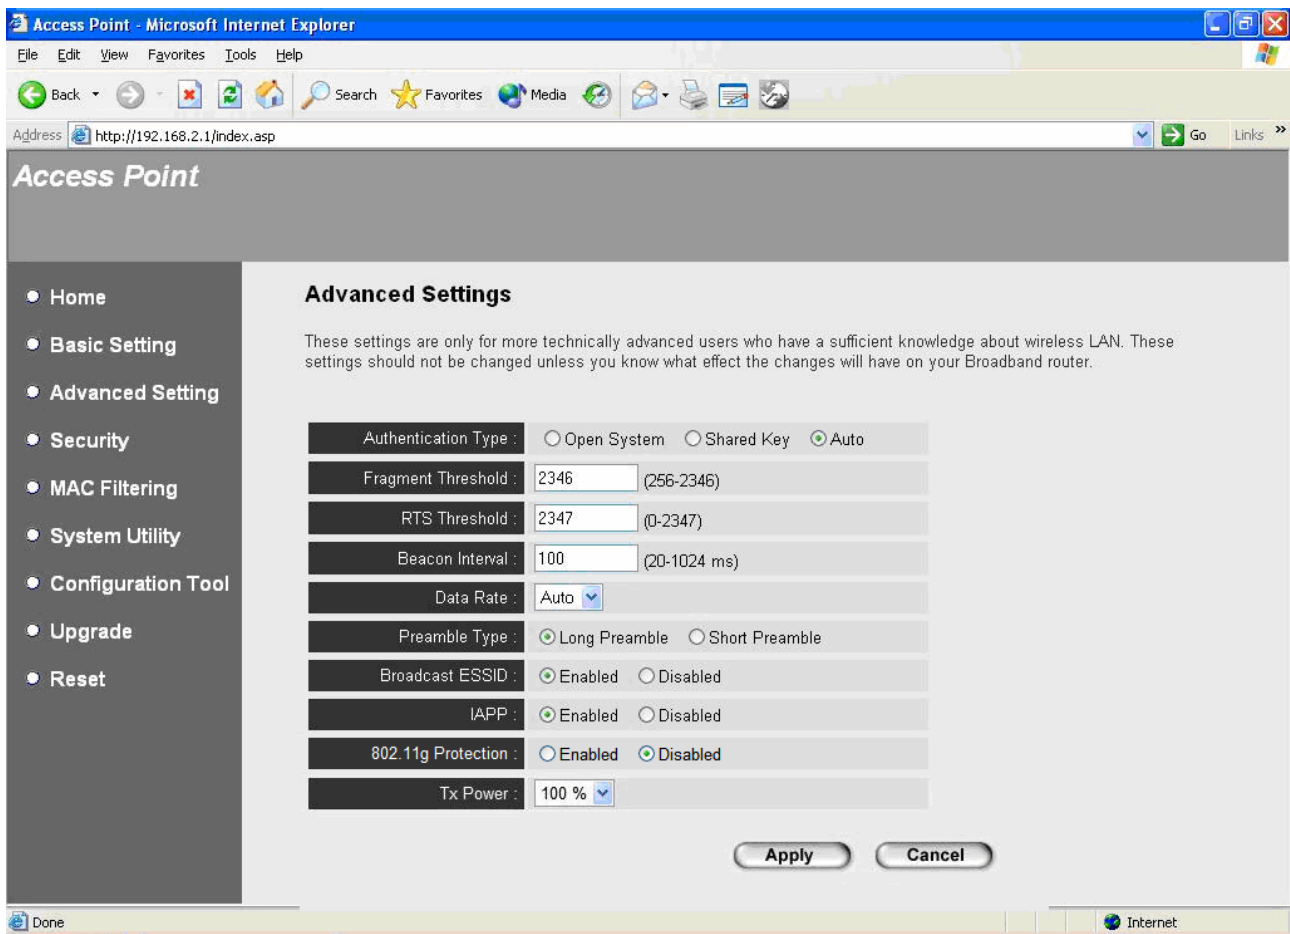 Access Point - Microsoft Internet Explorer
File Edit View Favorites Tools Help
Back Search Favorites Media
Address http://192.168.2.1/index.asp Go Links »
Access Point
Home
Basic Setting
Advanced Setting
Security
MAC Filtering
System Utility
Configuration Tool
Upgrade
Reset
Advanced Settings
These settings are only for more technically advanced users who have a sufficient knowledge about wireless LAN. These
settings should not be changed unless you know what effect the changes will have on your Broadband router.
Authentication Type : Open System Shared Key Auto
Fragment Threshold : 2346 (256-2346)
RTS Threshold : 2347 (0-2347)
Beacon Interval : 100 (20-1024 ms)
Data Rate : Auto
Preamble Type : Long Preamble Short Preamble
Broadcast ESSID : Enabled Disabled
IAPP : Enabled Disabled
802.11g Protection : Enabled Disabled
Tx Power : 100 %
Apply Cancel
Done Internet